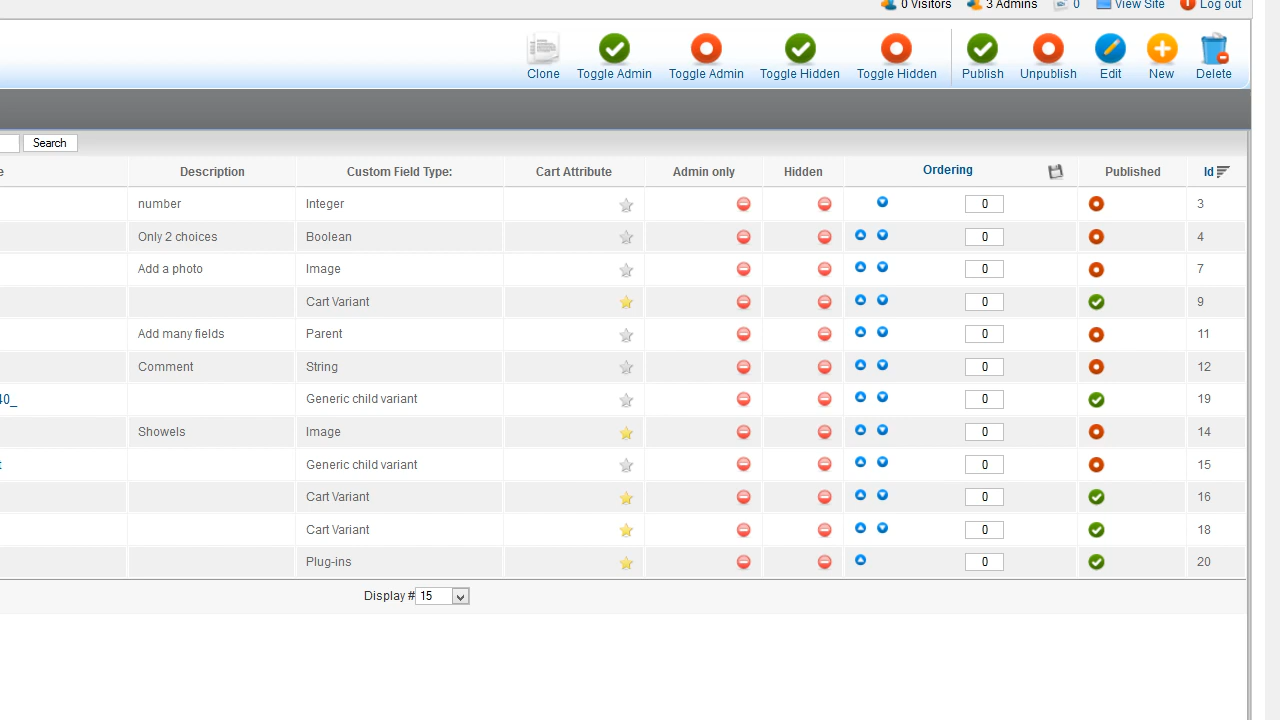 0 Visitors 3 Admins 0 View Site Log out
Clone Toggle Admin Toggle Admin Toggle Hidden Toggle Hidden Publish Unpublish Edit New Delete
Search
e Description Custom Field Type: Cart Attribute Admin only Hidden Ordering Published Id
number Integer 0 3
Only 2 choices Boolean 0 4
Add a photo Image 0 7
Cart Variant 0 9
Add many fields Parent 0 11
Comment String 0 12
40_ Generic child variant 0 19
Showels Image 0 14
t Generic child variant 0 15
Cart Variant 0 16
Cart Variant 0 18
Plug-ins 0 20
Display # 15